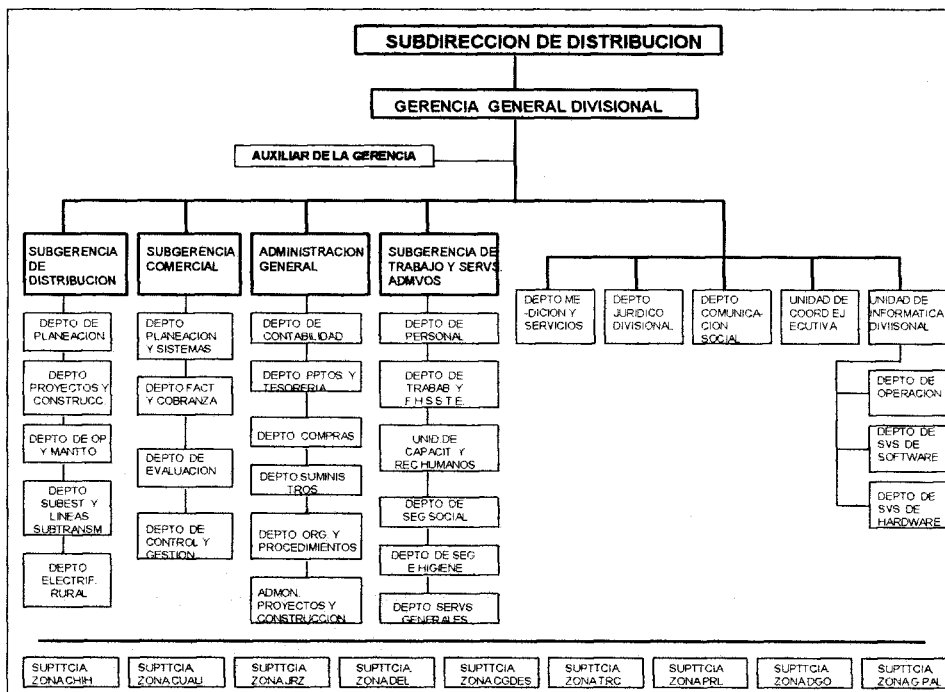 SUBDIRECCION DE DISTRIBUCION
GERENCIA GENERAL DIVISIONAL
AUXILIAR DE LA GERENCIA
SUBGERENCIA
DE
DISTRIBUCION
SUBGERENCIA
COMERCIAL
ADMINISTRACION
GENERAL
SUBGERENCIA DE
TRABAJO Y SERVS.
ADMVOS
DEPTO ME
-DICION Y
SERVICIOS
DEPTO
JURIDICO
DIVISIONAL
DEPTO
COMUNICA-
CION
SOCIAL
UNIDAD DE
COORD EJ
ECUTIVA
UNIDAD DE
INFORMATICA
DIVISIONAL
DEPTO DE
PLANEACION
DEPTO
PROYECTOS Y
CONSTRUCC.
DEPTO DE OP
Y MANTTO
DEPTO
SUBEST Y
LINEAS
SUBTRANSM
DEPTO
ELECTRIF.
RURAL
DEPTO
PLANEACION
Y SISTEMAS
DEPTO FACT
Y COBRANZA
DEPTO DE
EVALUACION
DEPTO DE
CONTROL Y
GESTION
DEPTO DE
CONTABILIDAD
DEPTO PPTOS Y
TESORERIA
DEPTO COMPRAS
DEPTO SUMINIS
TROS
DEPTO ORG Y
PROCEDIMIENTOS
ADMON.
PROYECTOS Y
CONSTRUCCION
DEPTO DE
PERSONAL
DEPTO DE
TRABAB Y
F.H.S.S.T.E.
UNID.DE
CAPACIT Y
REC HUMANOS
DEPTO DE
SEG SOCIAL
DEPTO DE SEG
E HIGIENE
DEPTO SERVS
GENERALES
DEPTO DE
OPERACION
DEPTO DE
SVS DE
SOFTWARE
DEPTO DE
SVS DE
HARDWARE
SUPTTCIA
ZONA CHIH
SUPTTCIA
ZONA CUAU
SUPTTCIA
ZONA JRZ
SUPTTCIA
ZONA DEL
SUPTTCIA
ZONA CGDES
SUPTTCIA
ZONA TRC
SUPTTCIA
ZONA PRL
SUPTTCIA
ZONA DGO
SUPTTCIA
ZONA G PAL